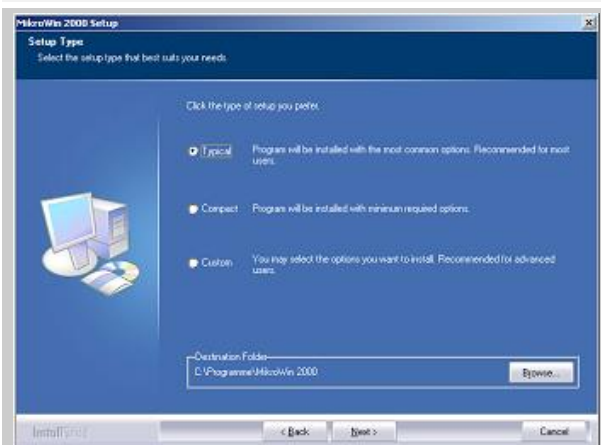 MikroWin 2000 Setup
Setup Type
Select the setup type that best suits your needs.
Click the type of setup you prefer.
Typical Program will be installed with the most common options. Recommended for most
users.
Compact Program will be installed with minimum required options.
Custom You may select the options you want to install. Recommended for advanced
users.
Destination Folder
C:\Programme\MikroWin 2000
Browse...
< Back Next > Cancel